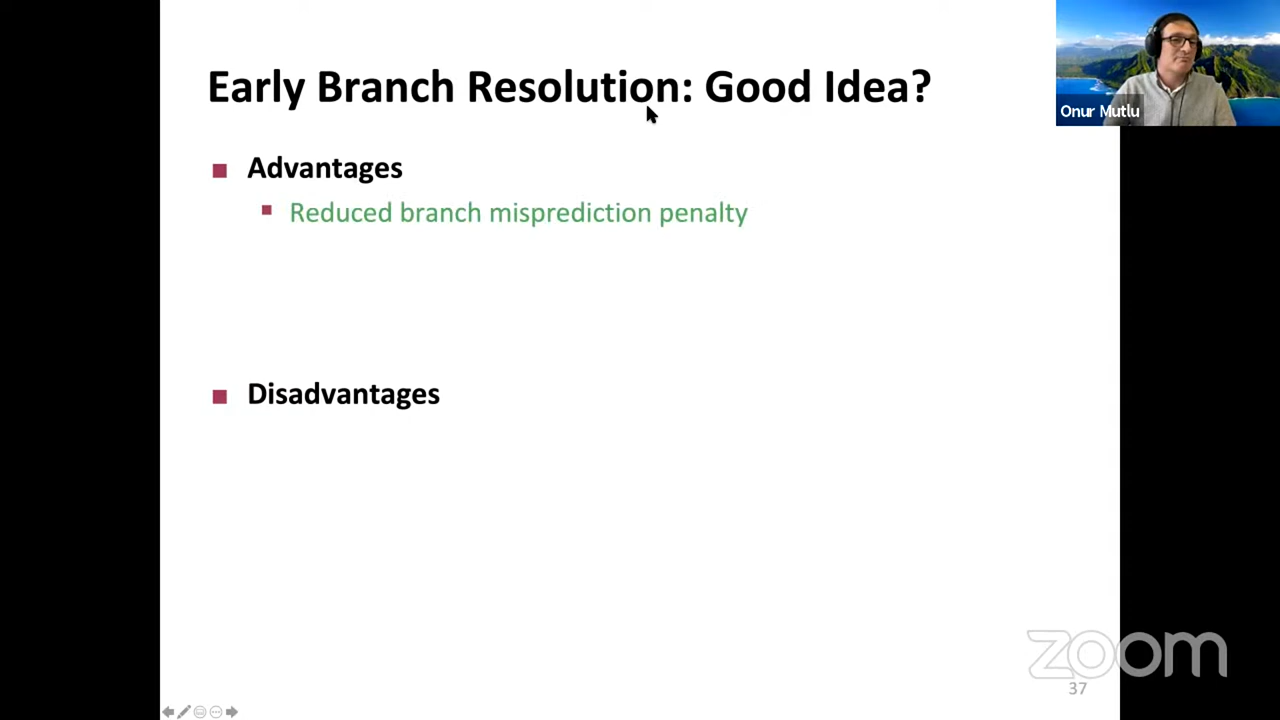 Early Branch Resolution: Good Idea?
Onur Mutlu
Advantages
Reduced branch misprediction penalty
Disadvantages
zoom
37